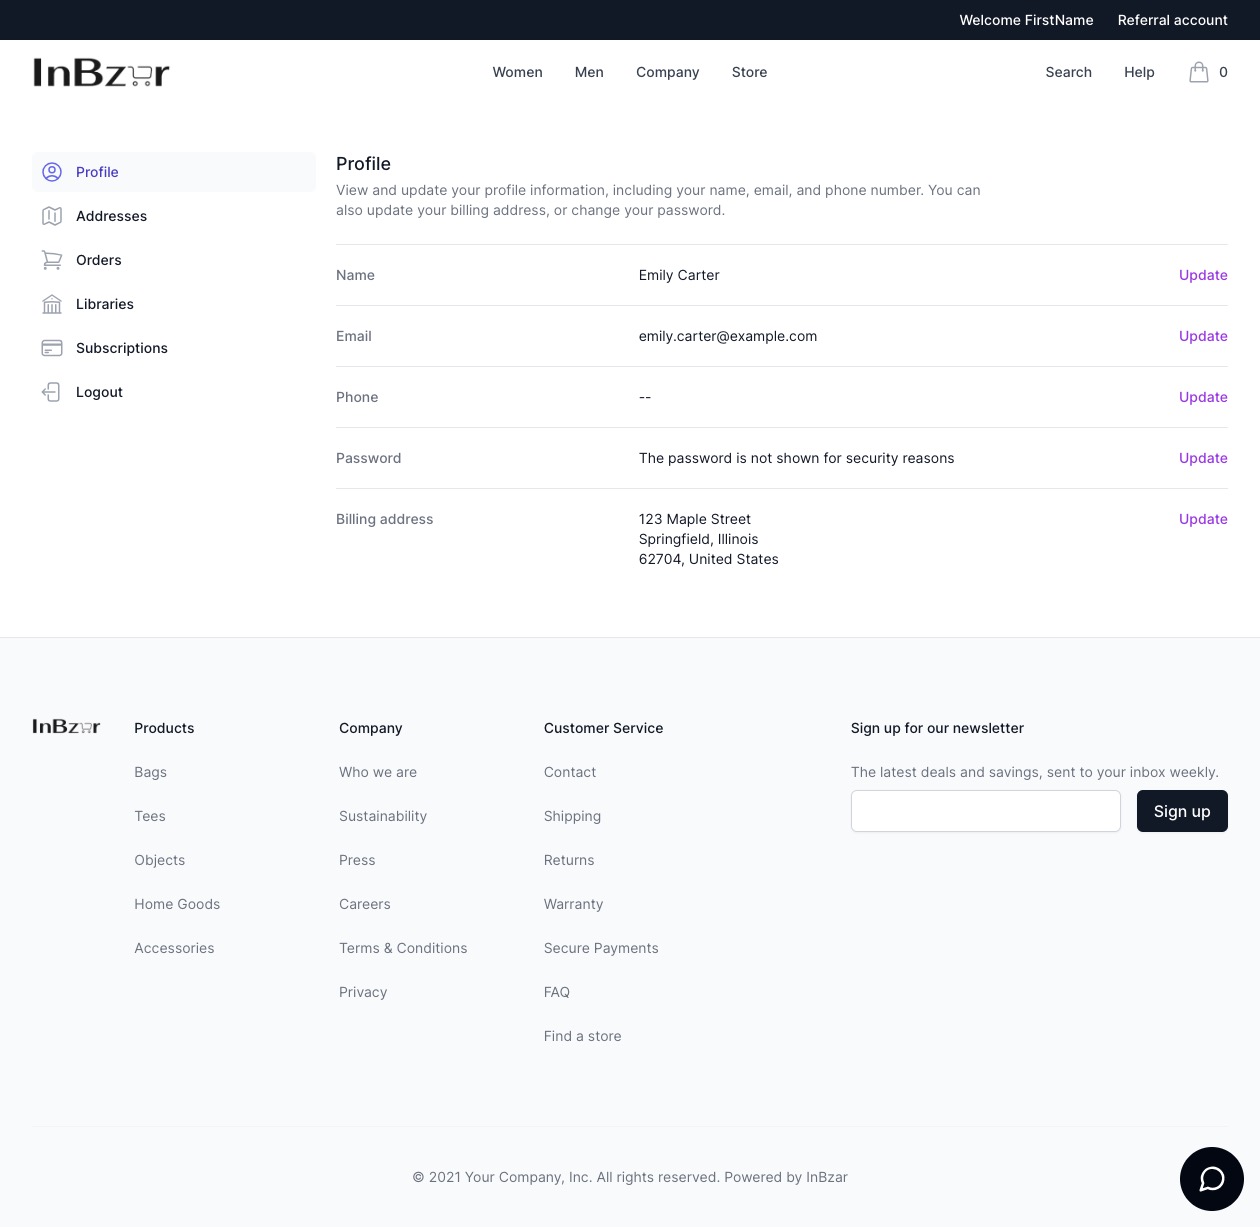 Welcome FirstName
Referral account
InBzar
Women
Men
Company
Store
Search
Help
0
Profile
Addresses
Orders
Libraries
Subscriptions
Logout
Profile
View and update your profile information, including your name, email, and phone number. You can
also update your billing address, or change your password.
Name
Emily Carter
Update
Email
emily.carter@example.com
Update
Phone
--
Update
Password
The password is not shown for security reasons
Update
Billing address
123 Maple Street
Springfield, Illinois
62704, United States
Update
InBzar
Products
Bags
Tees
Objects
Home Goods
Accessories
Company
Who we are
Sustainability
Press
Careers
Terms & Conditions
Privacy
Customer Service
Contact
Shipping
Returns
Warranty
Secure Payments
FAQ
Find a store
Sign up for our newsletter
The latest deals and savings, sent to your inbox weekly.
Sign up
© 2021 Your Company, Inc. All rights reserved. Powered by InBzar